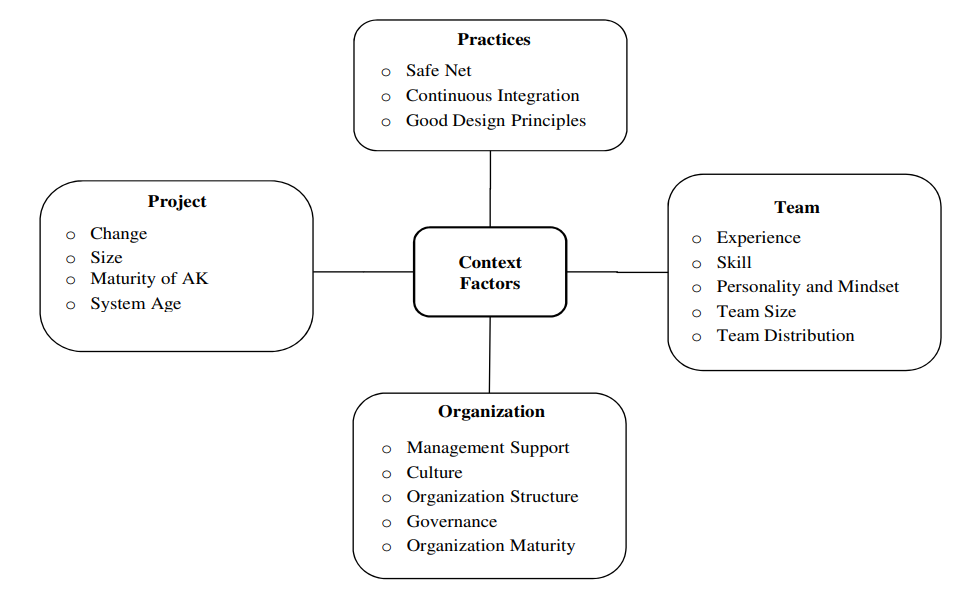 Practices
Safe Net
Continuous Integration
Good Design Principles
Project
Change
Size
Maturity of AK
System Age
Context
Factors
Team
Experience
Skill
Personality and Mindset
Team Size
Team Distribution
Organization
Management Support
Culture
Organization Structure
Governance
Organization Maturity